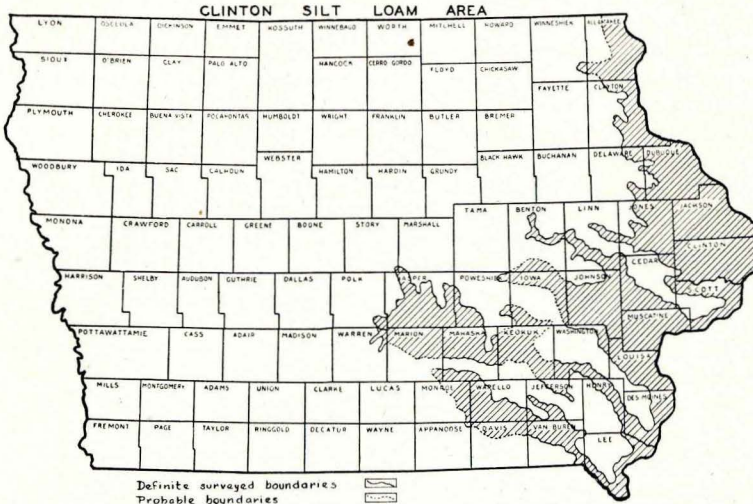 CLINTON SILT LOAM AREA
LYON OSCEOLA DICKINSON EMMET KOSSUTH WINNEBAGO WORTH MITCHELL HOWARD WINNESHIEK ALLAMAKEE
SIOUX O'BRIEN CLAY PALO ALTO HANCOCK CERRO GORDO FLOYD CHICKASAW
FAYETTE CLAYTON
PLYMOUTH CHEROKEE BUENA VISTA POCAHONTAS HUMBOLDT WRIGHT FRANKLIN BUTLER BREMER
WEBSTER BLACK HAWK BUCHANAN DELAWARE DUBUQUE
WOODBURY IDA SAC CALHOUN HAMILTON HARDIN GRUNDY
TAMA BENTON LINN JONES JACKSON
MONONA CRAWFORD CARROLL GREENE BOONE STORY MARSHALL CLINTON
CEDAR
HARRISON SHELBY AUDUBON GUTHRIE DALLAS POLK JASPER POWESHIEK IOWA JOHNSON SCOTT
MUSCATINE
POTTAWATTAMIE CASS ADAIR MADISON WARREN MARION MAHASKA KEOKUK WASHINGTON
LOUISA
MILLS MONTGOMERY ADAMS UNION CLARKE LUCAS MONROE WAPELLO JEFFERSON HENRY DES MOINES
FREMONT PAGE TAYLOR RINGGOLD DECATUR WAYNE APPANOOSE DAVIS VAN BUREN
LEE
Definite surveyed boundaries
Probable boundaries